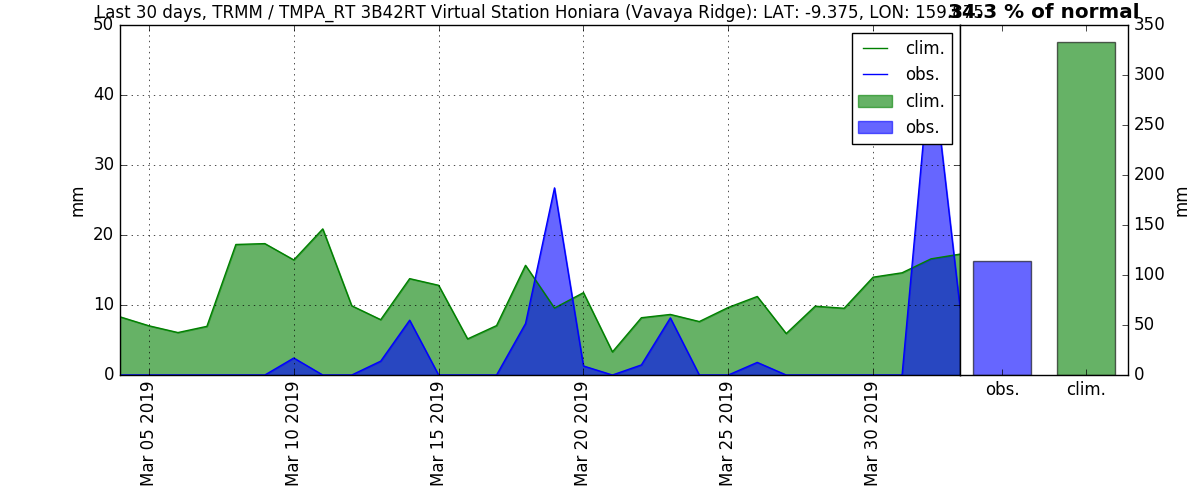 Last 30 days, TRMM / TMPA_RT 3B42RT Virtual Station Honiara (Vavaya Ridge): LAT: -9.375, LON:
34.3 % of normal
50
40
30
20
10
0
mm
clim.
obs.
clim.
obs.
Mar 05 2019
Mar 10 2019
Mar 15 2019
Mar 20 2019
Mar 25 2019
Mar 30 2019
350
300
250
200
150
100
50
0
mm
obs.
clim.